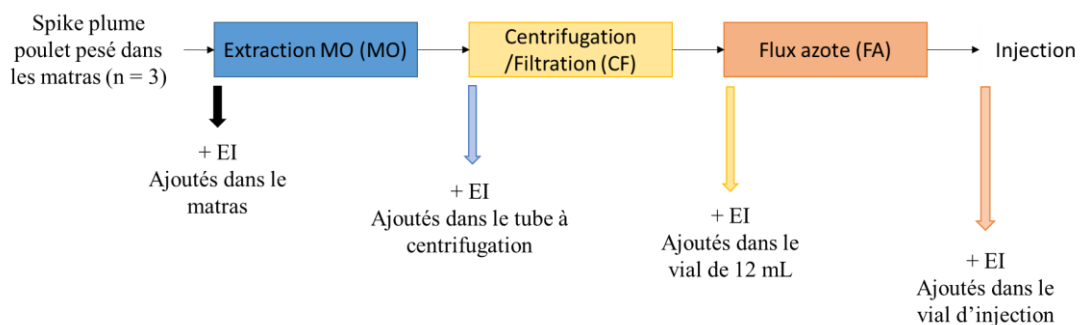 Spike plume
poulet pesé dans
les matras (n = 3)
Extraction MO (MO)
Centrifugation
/Filtration (CF)
Flux azote (FA)
Injection
+ EI
Ajoutés dans le
matras
+ EI
Ajoutés dans le tube à
centrifugation
+ EI
Ajoutés dans le
vial de 12 mL
+ EI
Ajoutés dans le
vial d’injection